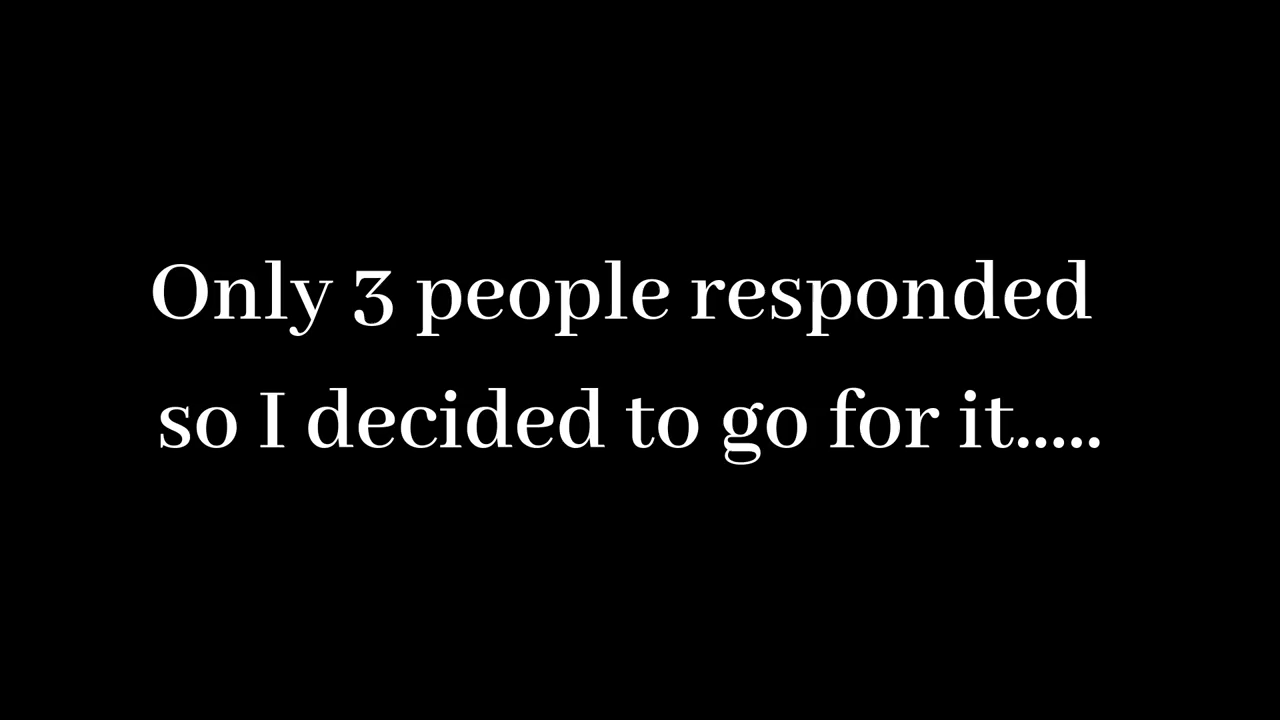 Only 3 people responded
so I decided to go for it.....